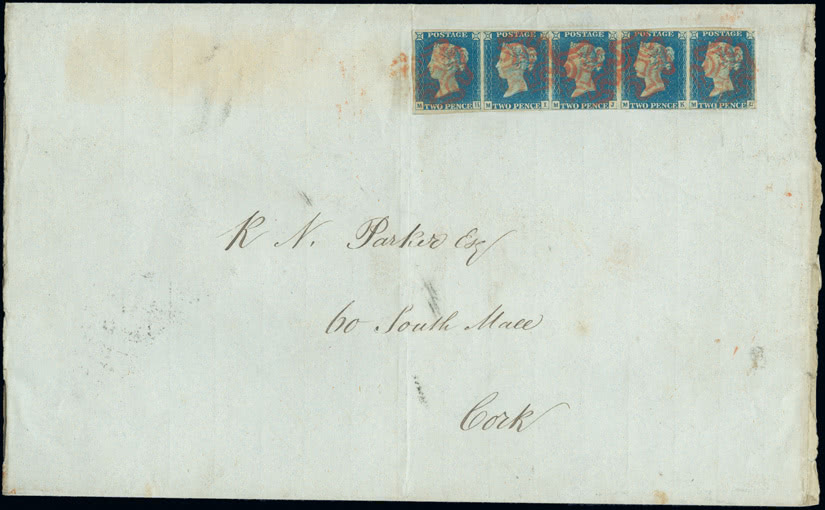 POSTAGE POSTAGE POSTAGE POSTAGE POSTAGE
M TWO PENCE H M TWO PENCE I M TWO PENCE J M TWO PENCE K M TWO PENCE L
R N. Parker Esq
60 South Mall
Cork